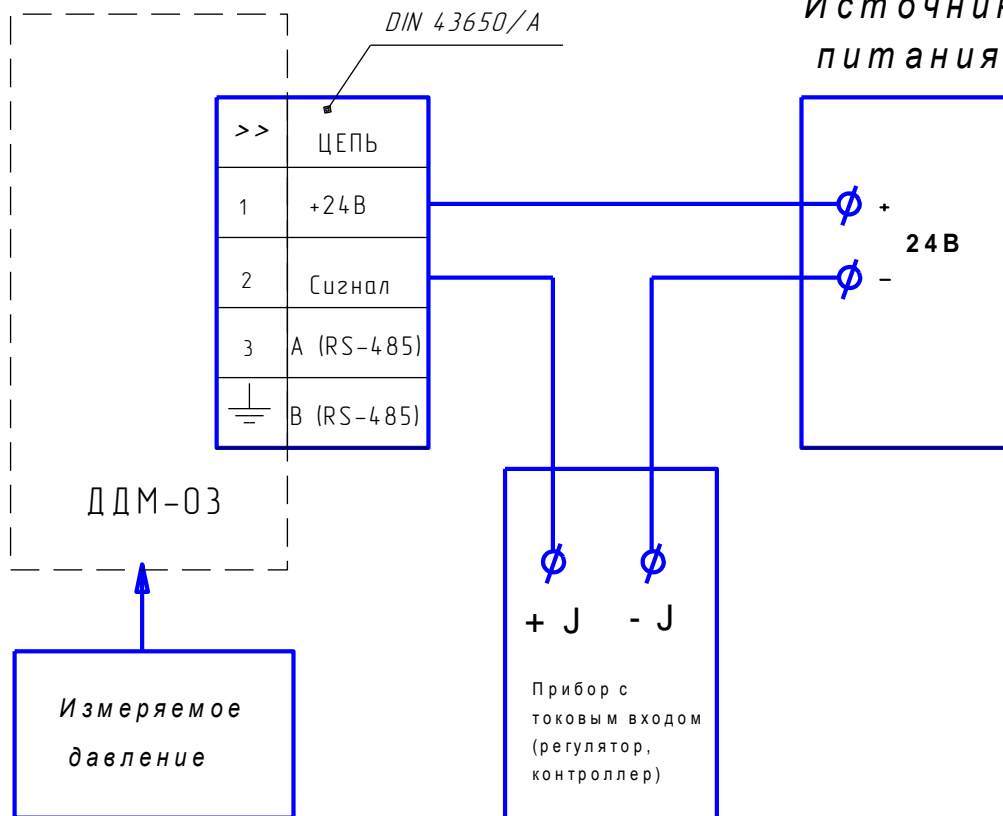 DIN 43650/A
питания
>>
ЦЕПЬ
1
+24В
2
Сигнал
3
А (RS-485)
В (RS-485)
+
24В
-
ДДМ-03
+ J
- J
Прибор с
токовым входом
(регулятор,
контроллер)
Измеряемое
давление